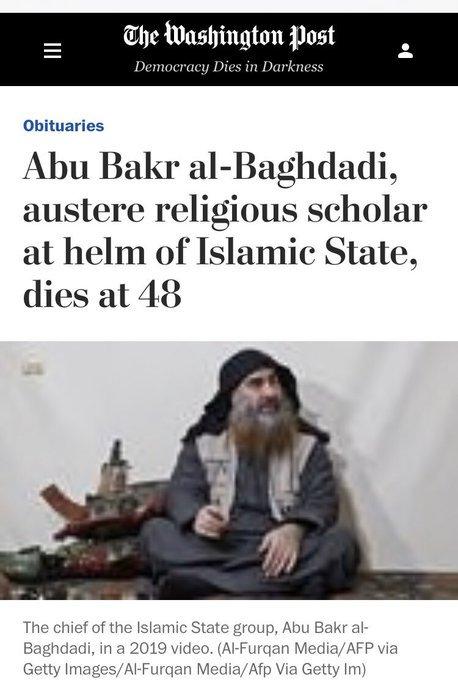 The Washington Post
Democracy Dies in Darkness
Obituaries
Abu Bakr al-Baghdadi,
austere religious scholar
at helm of Islamic State,
dies at 48
The chief of the Islamic State group, Abu Bakr al-
Baghdadi, in a 2019 video. (Al-Furqan Media/AFP via
Getty Images/Al-Furqan Media/Afp Via Getty Im)